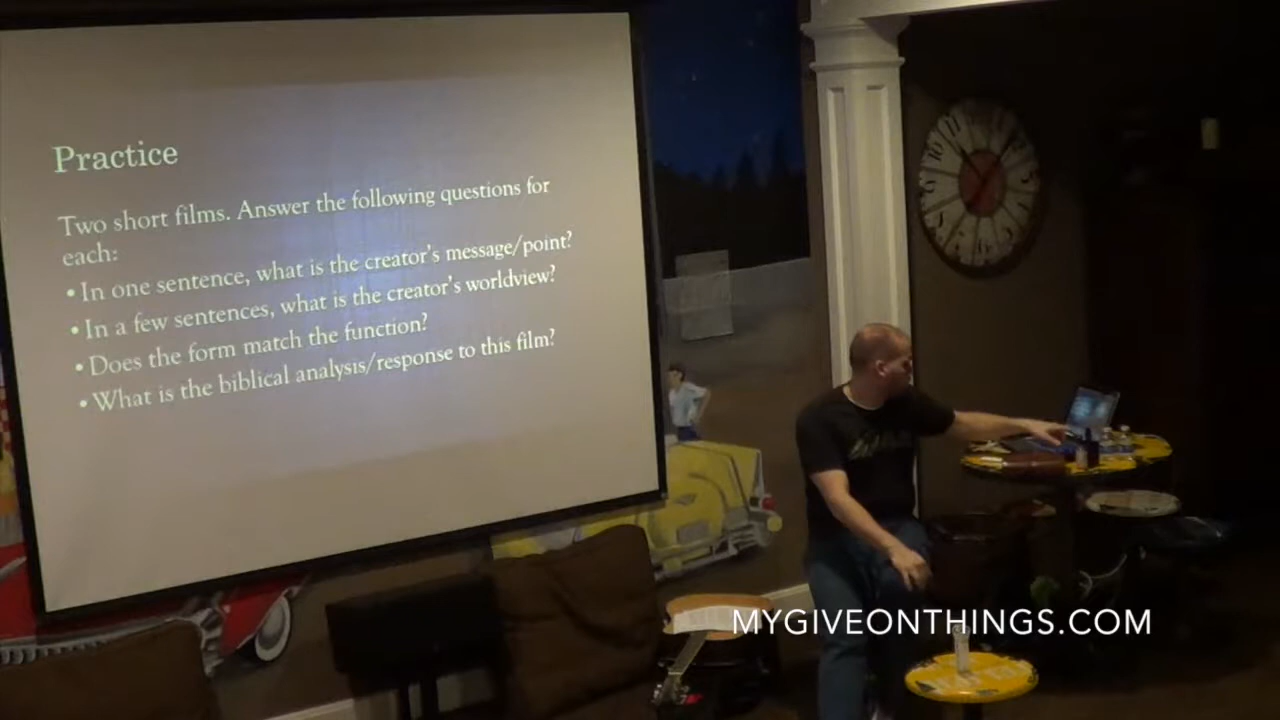 Practice
Two short films. Answer the following questions for
each:
• In one sentence, what is the creator's message/point?
• In a few sentences, what is the creator's worldview?
• Does the form match the function?
• What is the biblical analysis/response to this film?
MYGIVEONTHINGS.COM